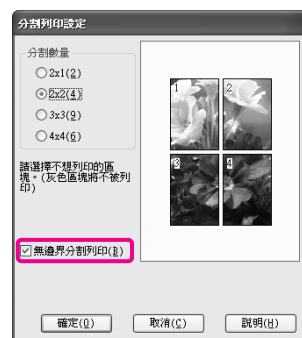 分割列印設定
分割數量
2x1(2)
2x2(4)
3x3(9)
4x4(6)
請選擇不想列印的區
塊。(灰色區塊將不被列
印)
無邊界分割列印(B)
1
2
3
4
確定(O)
取消(C)
說明(H)